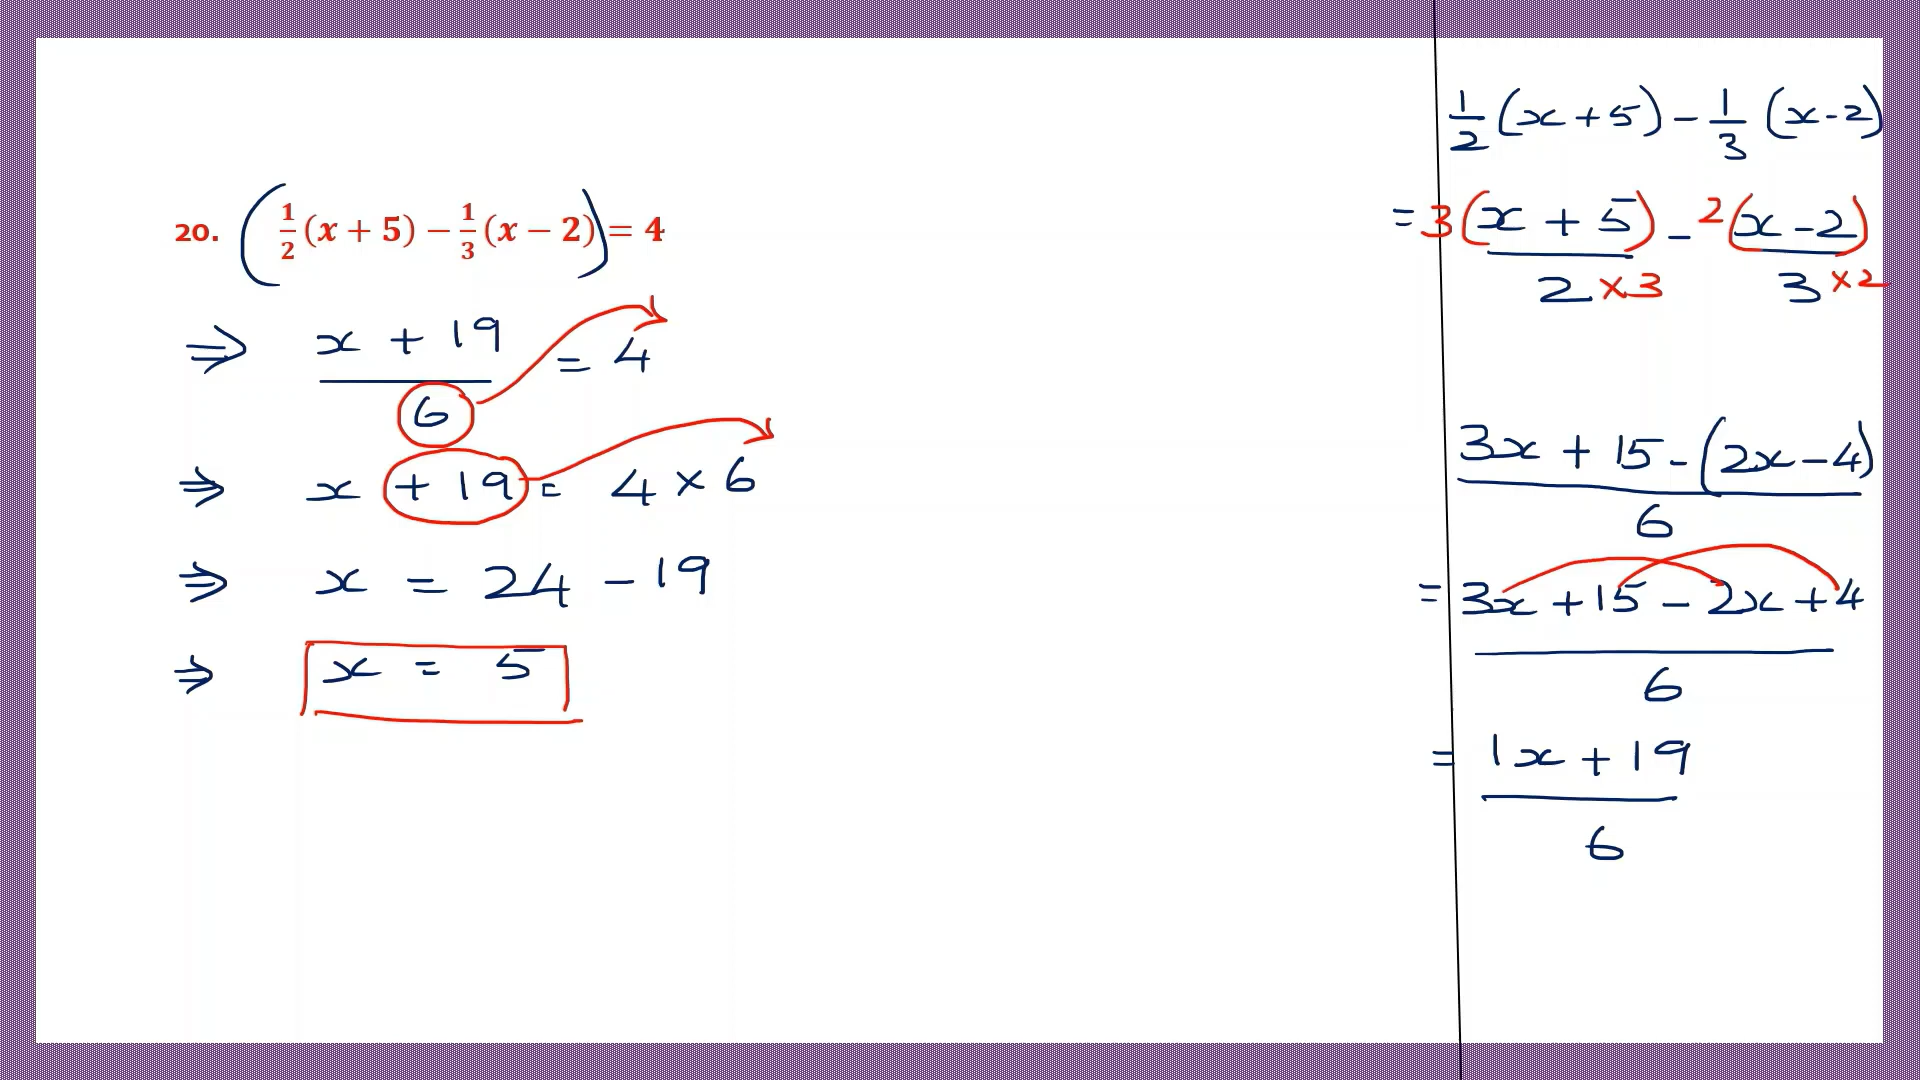 20. (1/2 (x + 5) − 1/3 (x − 2)) = 4
⇒ (x + 19)/6 = 4
⇒ x + 19 = 4 × 6
⇒ x = 24 − 19
⇒ x = 5
1/2 (x + 5) − 1/3 (x − 2)
= 3(x + 5)/2 × 3 − 2(x − 2)/3 × 2
3x + 15 − (2x − 4)/6
= 3x + 15 − 2x + 4/6
= 1x + 19/6